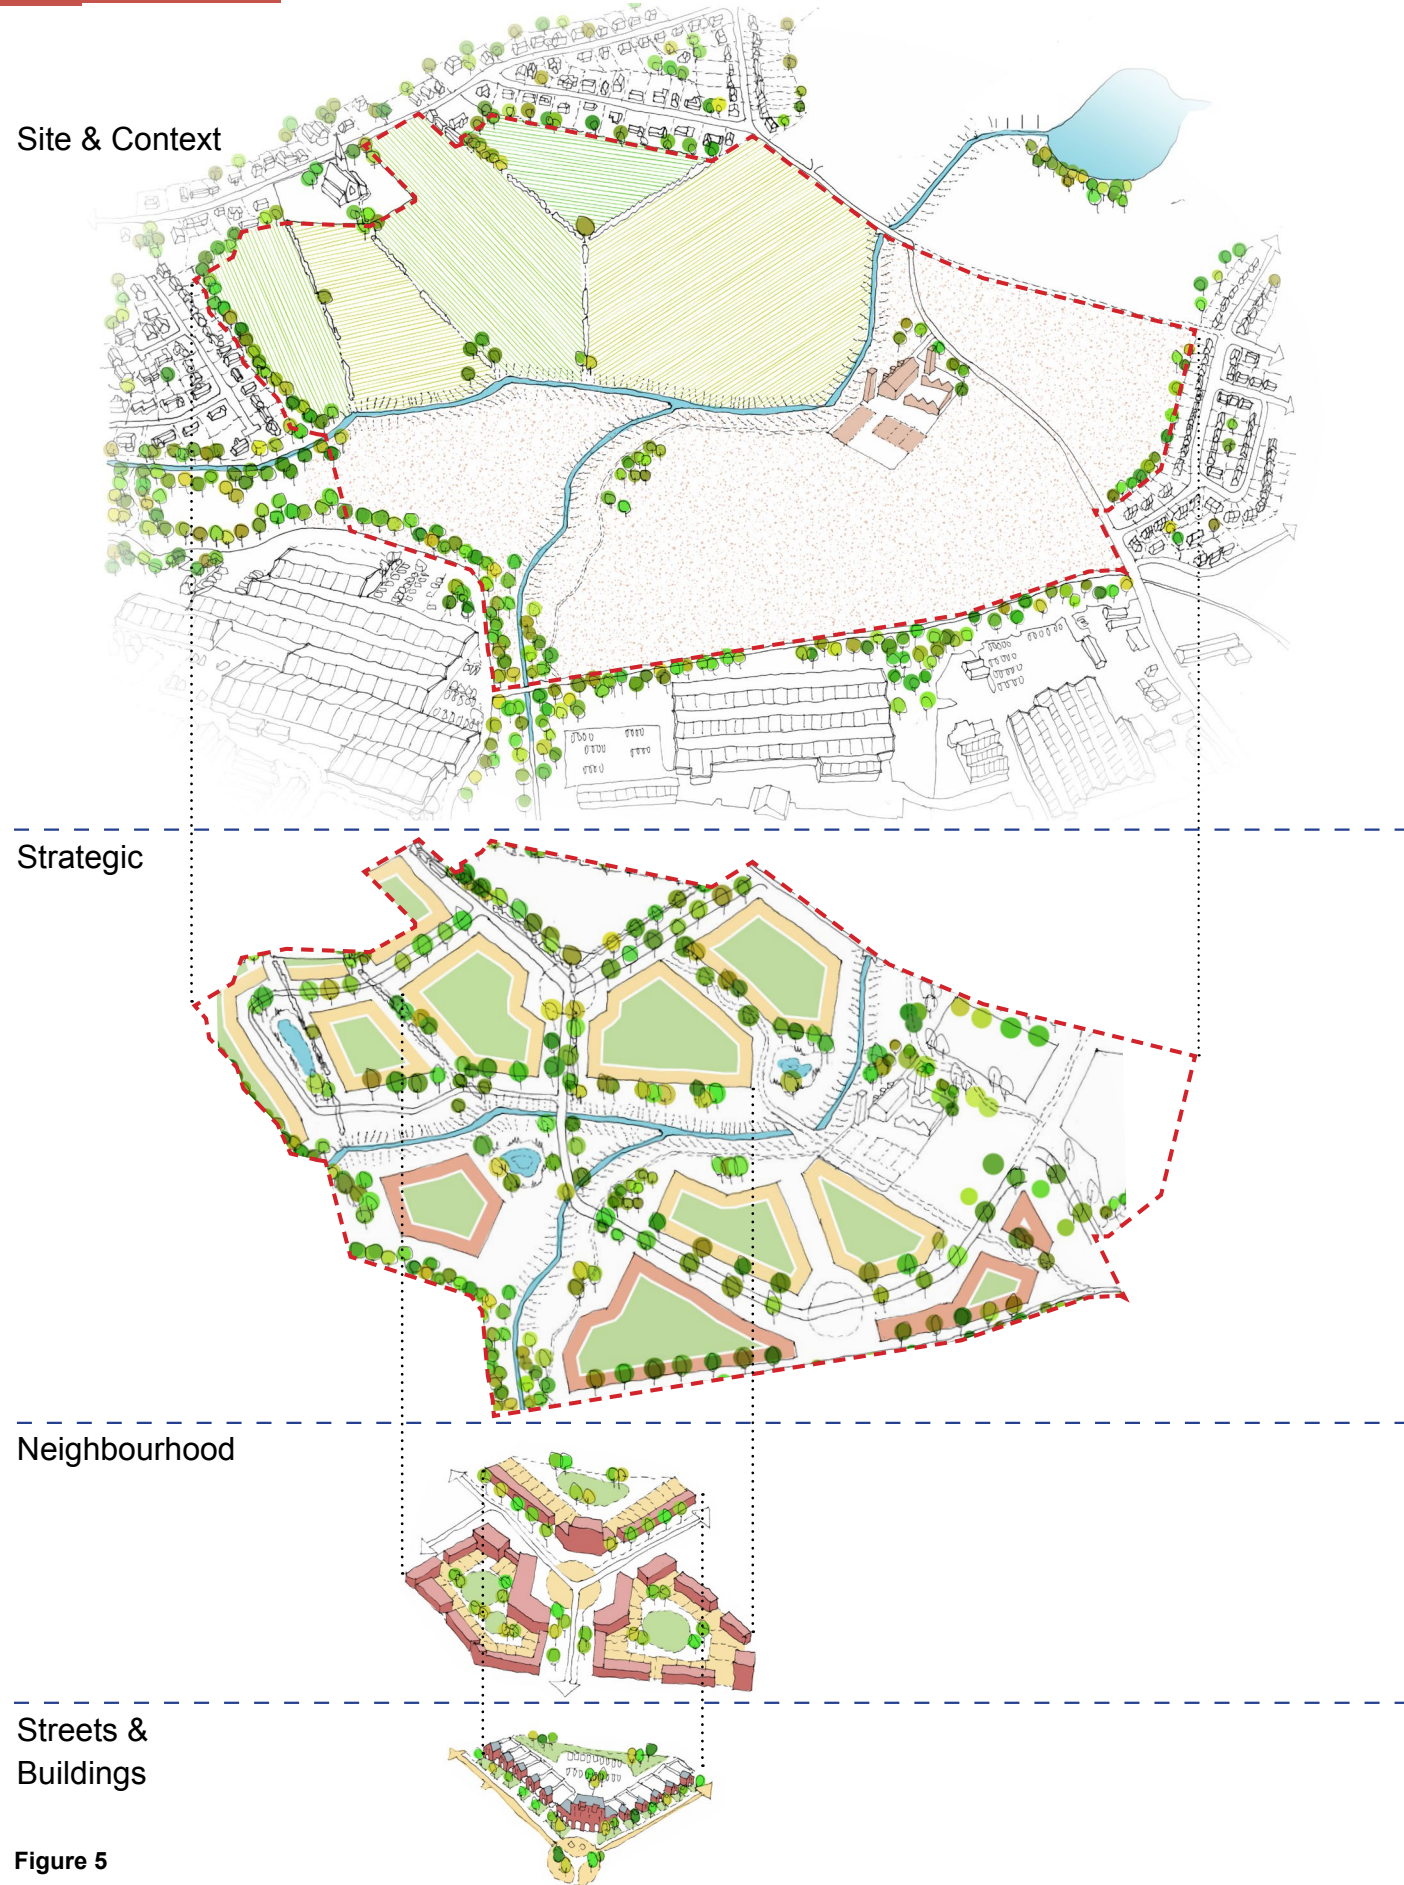 Site & Context
Strategic
Neighbourhood
Streets &
Buildings
Figure 5